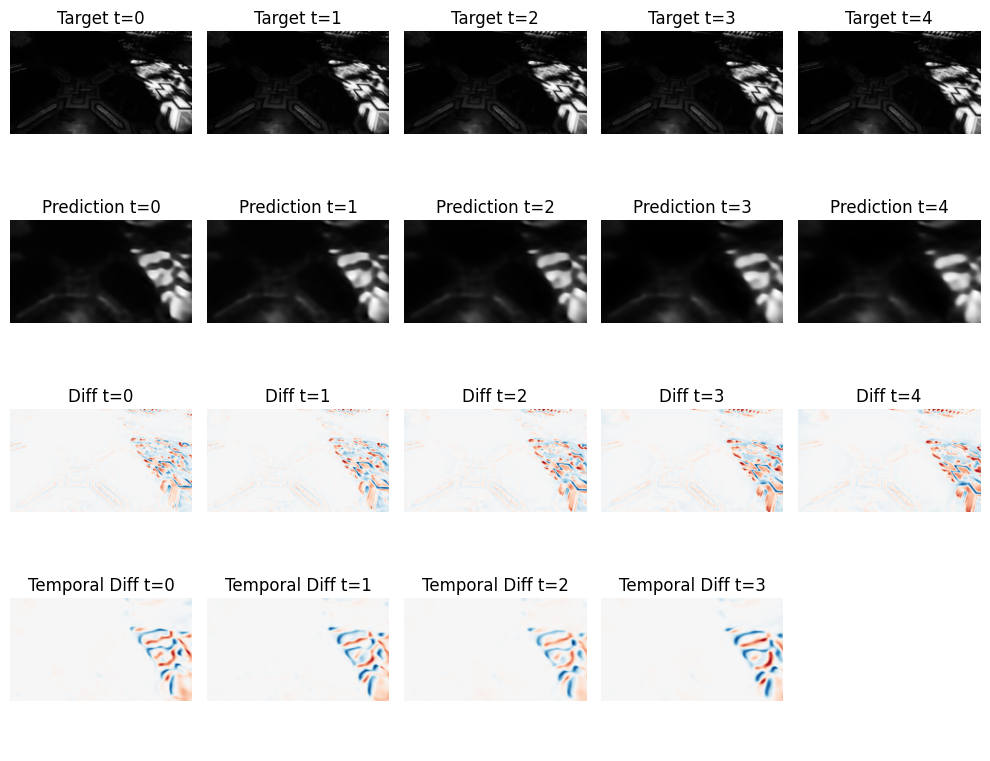 Target t=0 Target t=1 Target t=2 Target t=3 Target t=4
Prediction t=0 Prediction t=1 Prediction t=2 Prediction t=3 Prediction t=4
Diff t=0 Diff t=1 Diff t=2 Diff t=3 Diff t=4
Temporal Diff t=0 Temporal Diff t=1 Temporal Diff t=2 Temporal Diff t=3